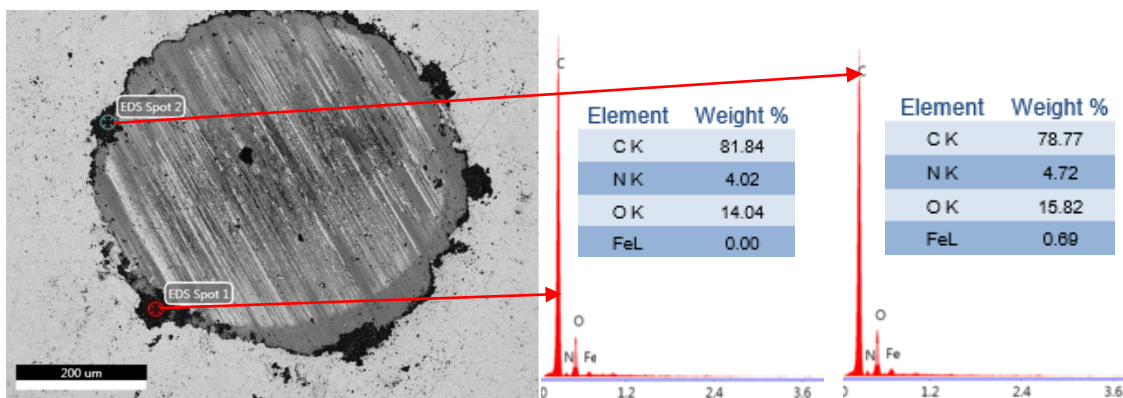 EDS Spot 2
EDS Spot 1
200 um
C
Element Weight %
C K 81.84
N K 4.02
O K 14.04
FeL 0.00
O
N Fe
0 1.2 2.4 3.6
C
Element Weight %
C K 78.77
N K 4.72
O K 15.82
FeL 0.69
O
N Fe
0 1.2 2.4 3.6